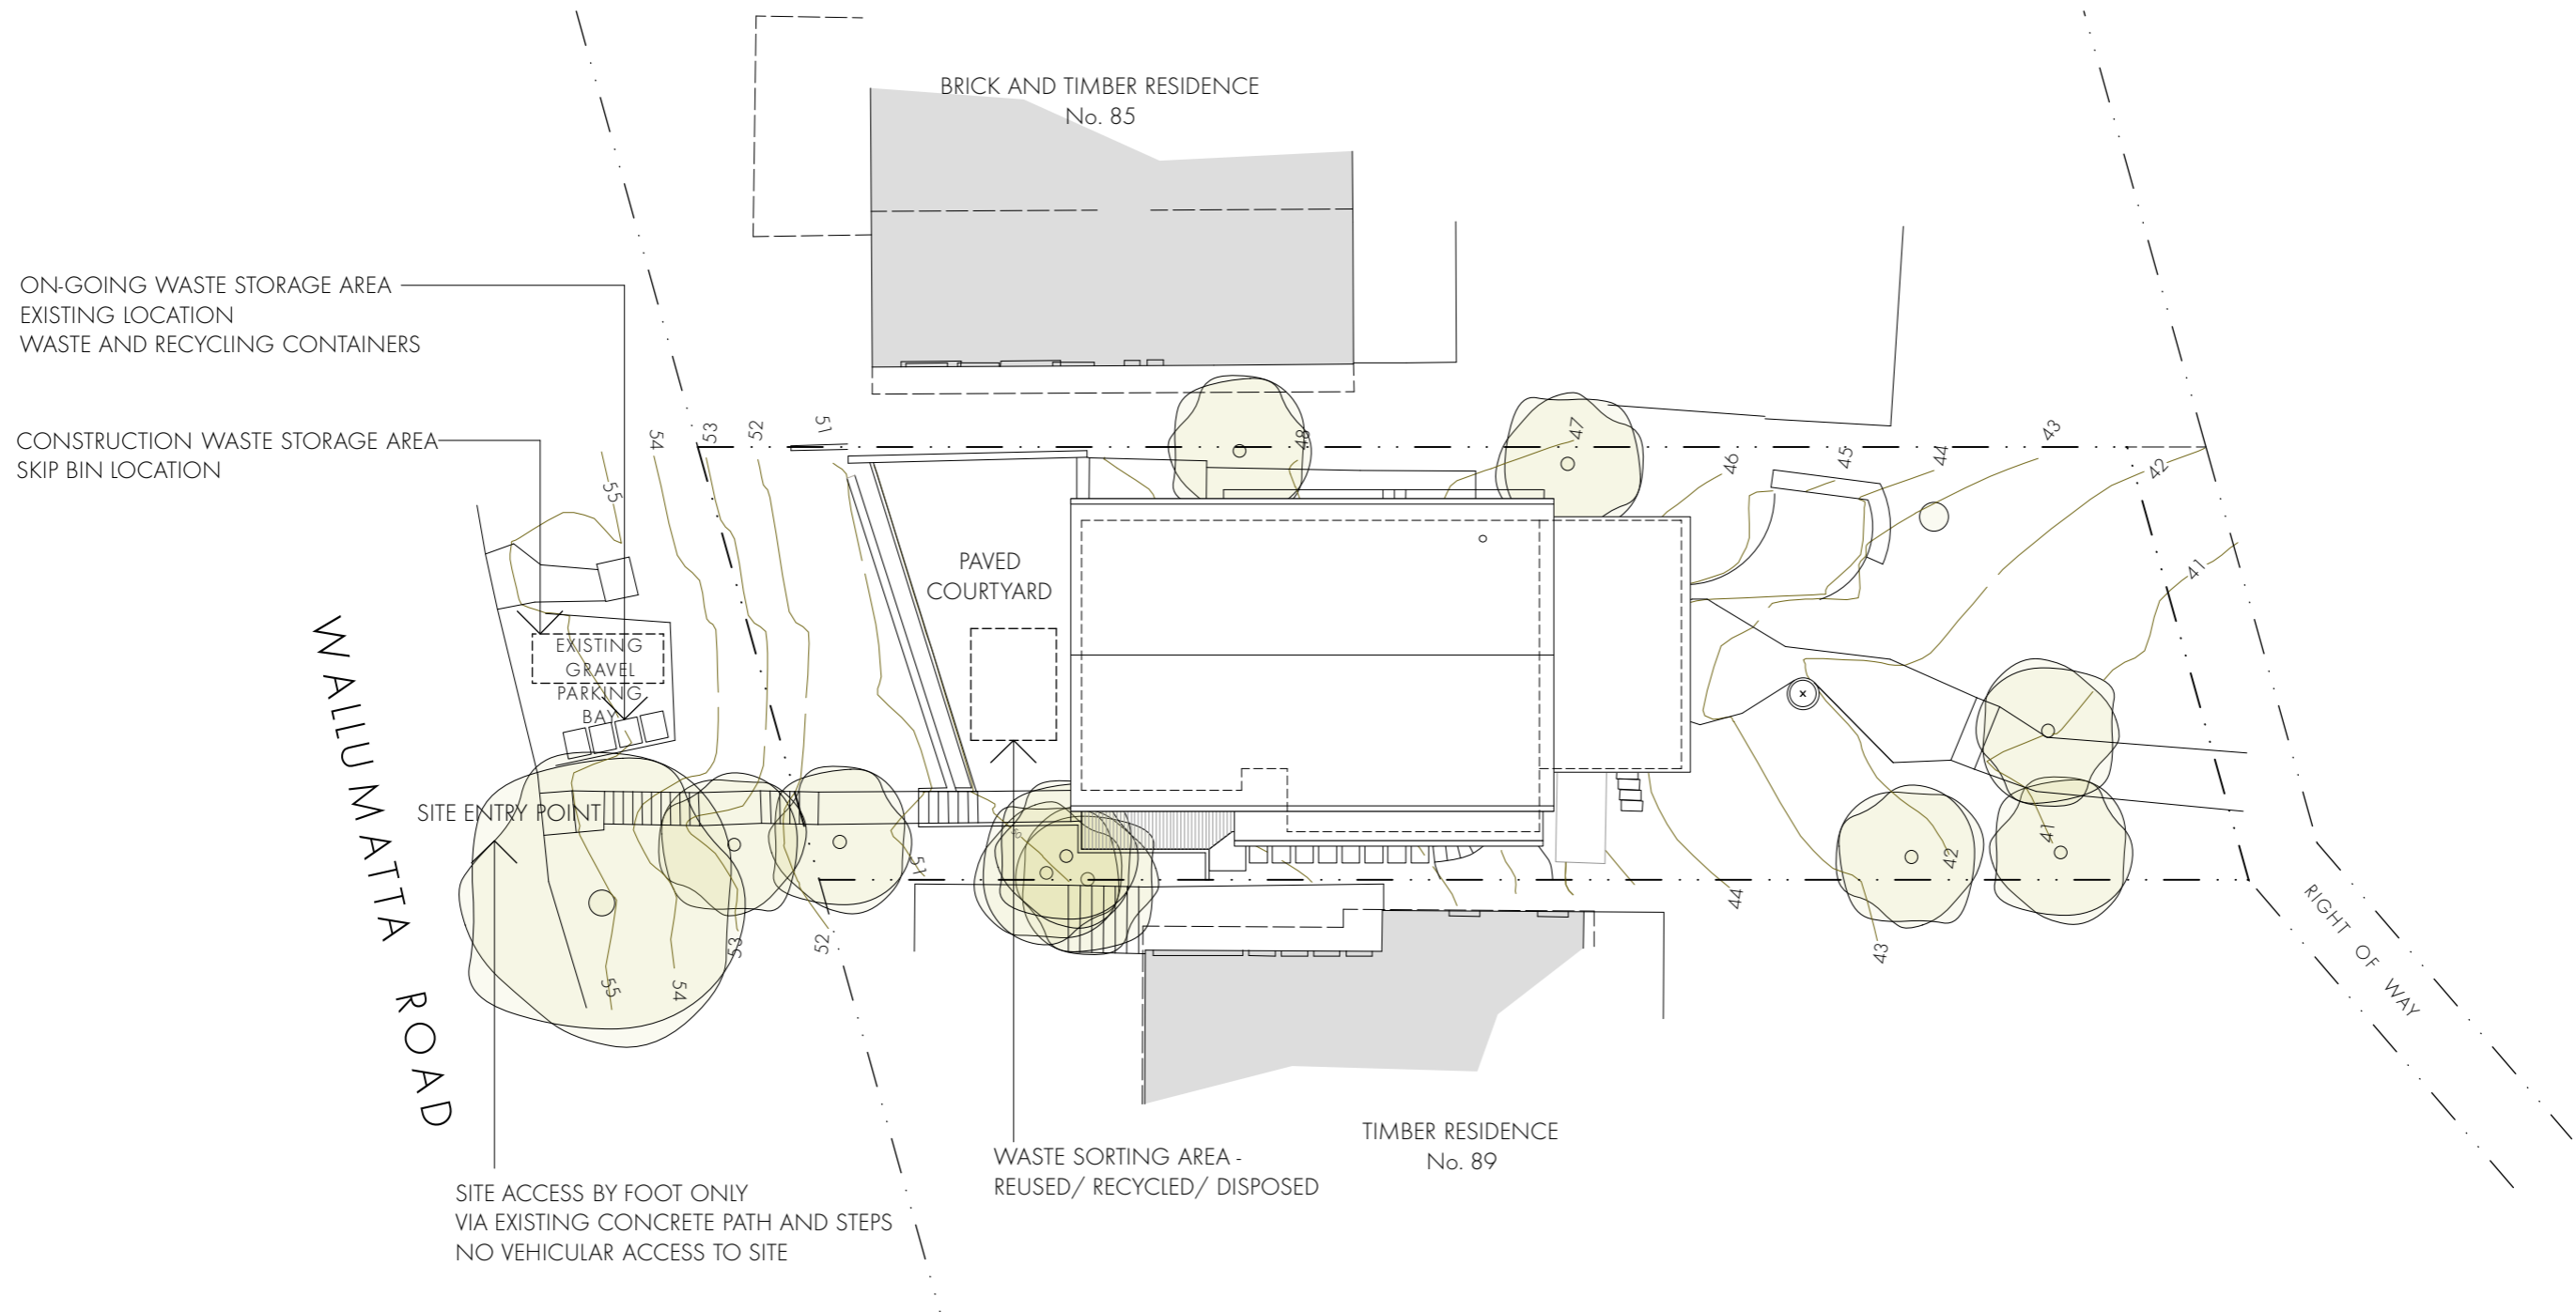 BRICK AND TIMBER RESIDENCE
No. 85
ON-GOING WASTE STORAGE AREA
EXISTING LOCATION
WASTE AND RECYCLING CONTAINERS
CONSTRUCTION WASTE STORAGE AREA
SKIP BIN LOCATION
54
53
52
51
48
47
46
45
44
43
42
55
41
PAVED
COURTYARD
EXISTING
GRAVEL
PARKING
BAY
WALLUMATTA ROAD
SITE ENTRY POINT
55
54
53
52
51
44
43
42
41
RIGHT OF WAY
TIMBER RESIDENCE
No. 89
WASTE SORTING AREA -
REUSED/ RECYCLED/ DISPOSED
SITE ACCESS BY FOOT ONLY
VIA EXISTING CONCRETE PATH AND STEPS
NO VEHICULAR ACCESS TO SITE